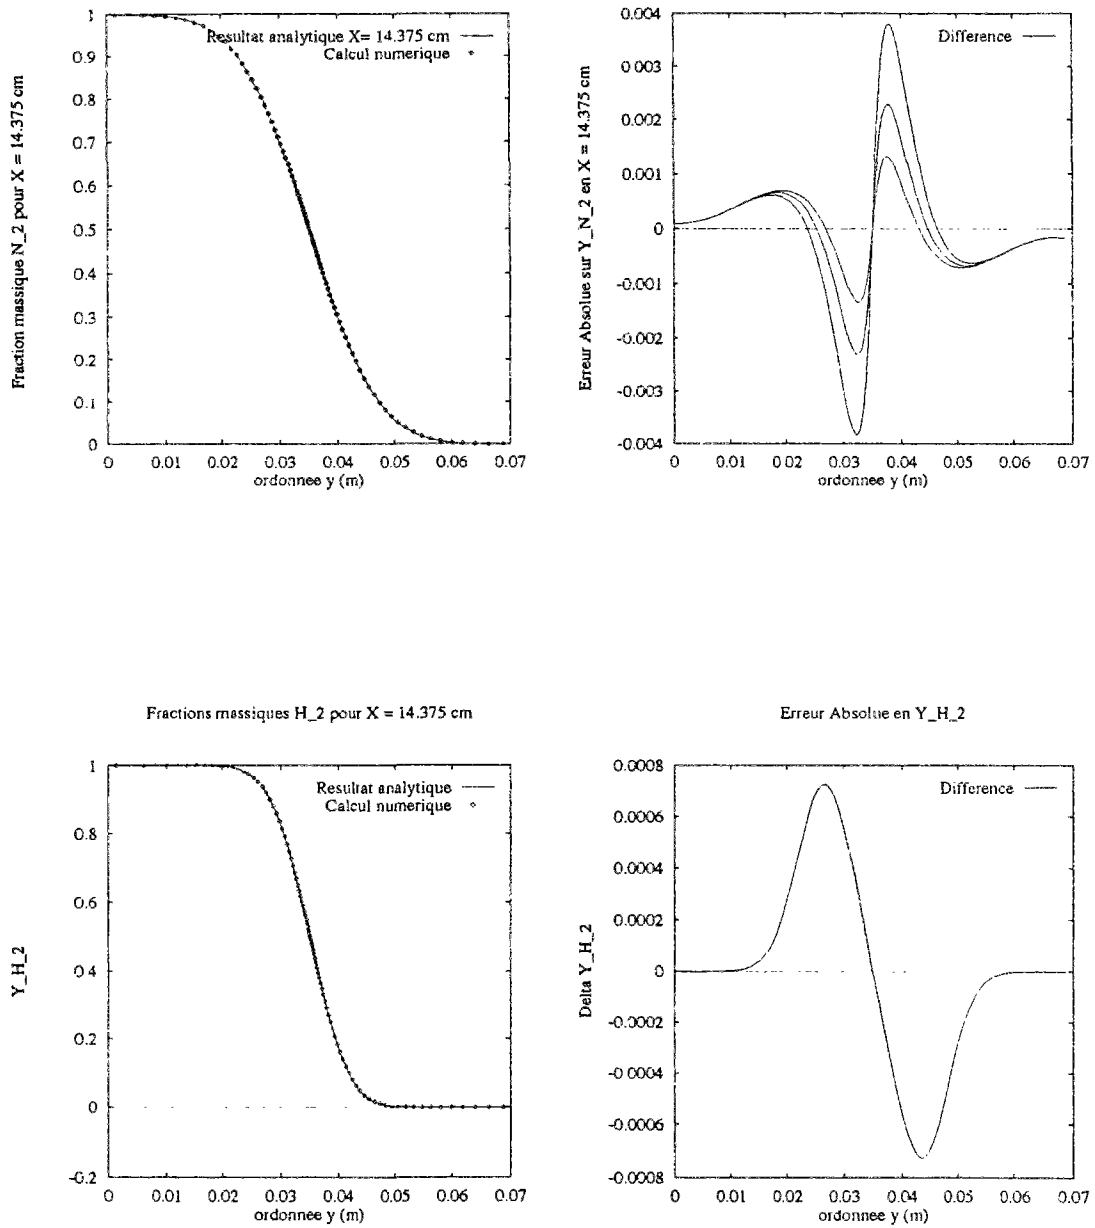 Resultat analytique X= 14.375 cm
Calcul numerique
Fraction massique N_2 pour X = 14.375 cm
1
0.9
0.8
0.7
0.6
0.5
0.4
0.3
0.2
0.1
0
0 0.01 0.02 0.03 0.04 0.05 0.06 0.07
ordonnee y (m)
Difference
Erreur Absolue sur Y_N_2 en X = 14.375 cm
0.004
0.003
0.002
0.001
0
-0.001
-0.002
-0.003
-0.004
0 0.01 0.02 0.03 0.04 0.05 0.06 0.07
ordonnee y (m)
Fractions massiques H_2 pour X = 14.375 cm
Resultat analytique
Calcul numerique
Y_H_2
1
0.8
0.6
0.4
0.2
0
-0.2
0 0.01 0.02 0.03 0.04 0.05 0.06 0.07
ordonnee y (m)
Erreur Absolue en Y_H_2
Difference
Delta Y_H_2
0.0008
0.0006
0.0004
0.0002
0
-0.0002
-0.0004
-0.0006
-0.0008
0 0.01 0.02 0.03 0.04 0.05 0.06 0.07
ordonnee y (m)